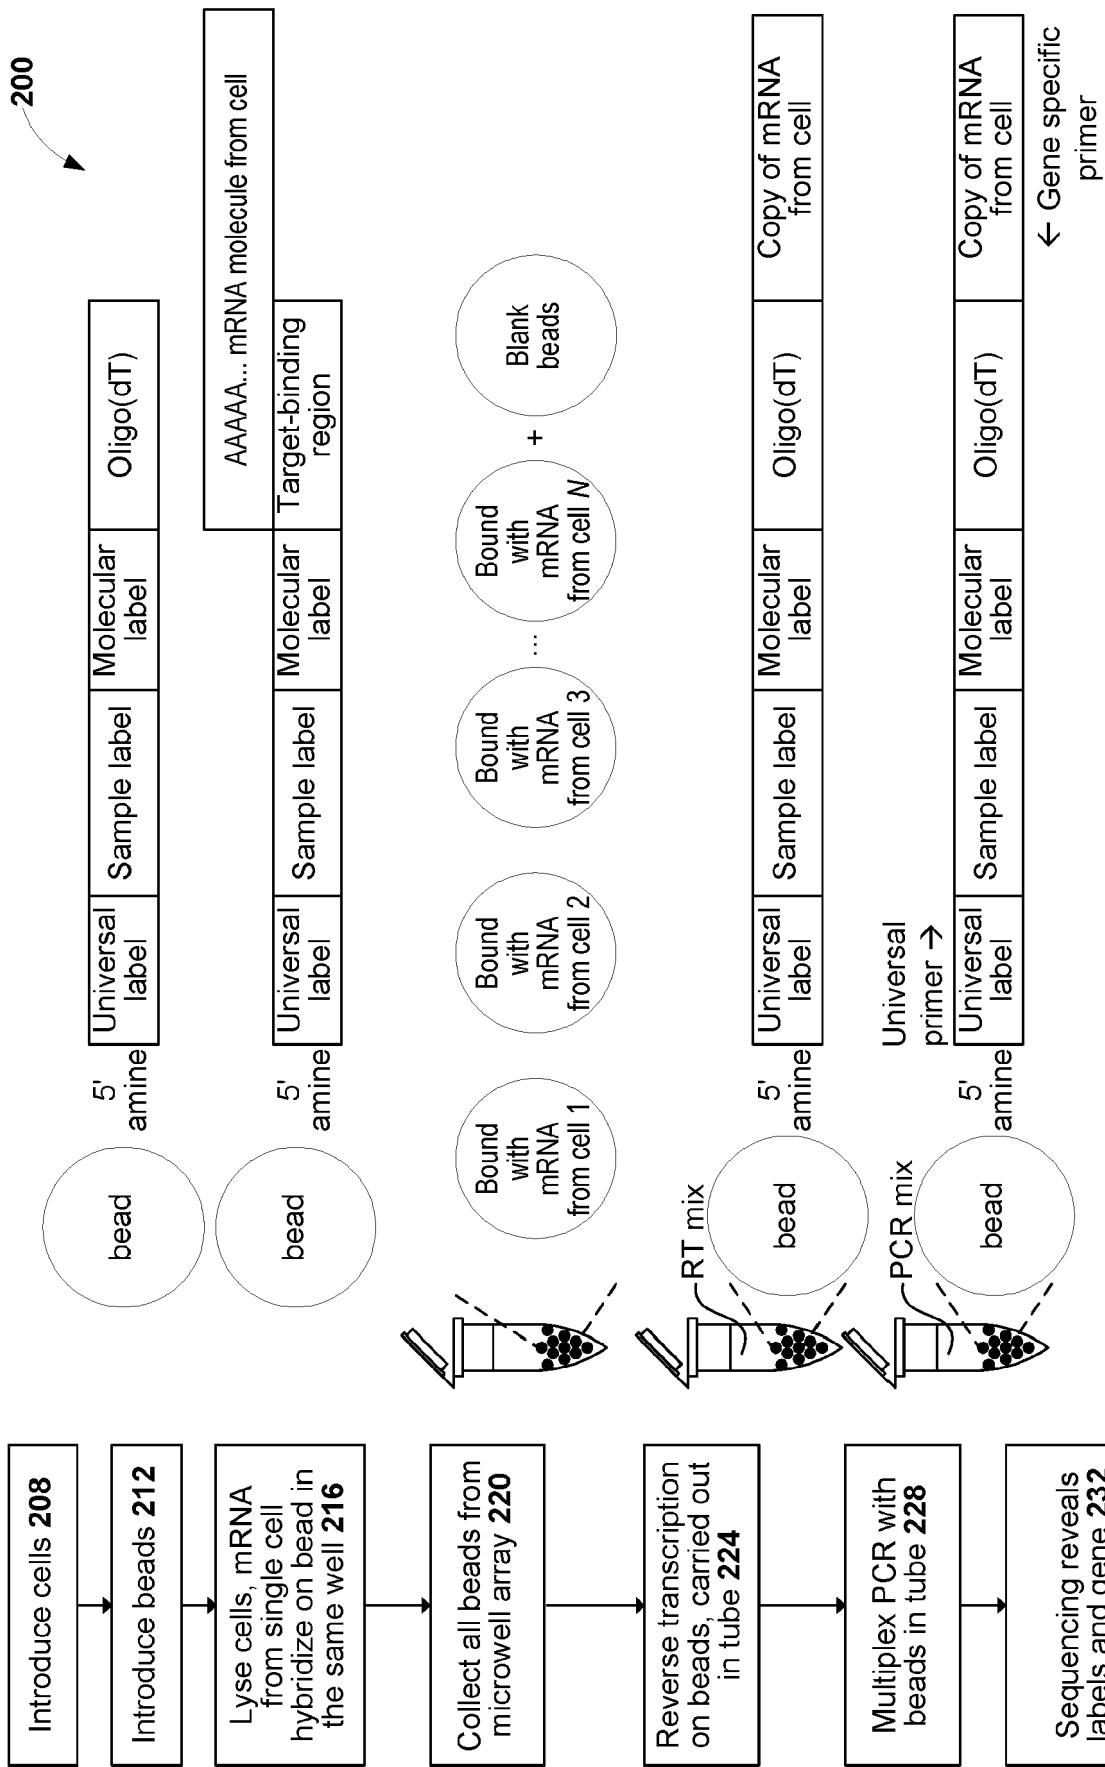 200
Introduce cells 208
Introduce beads 212
bead
5'
amine
Universal
label
Sample label
Molecular
label
Oligo(dT)
Lyse cells, mRNA
from single cell
hybridize on bead in
the same well 216
bead
5'
amine
Universal
label
Sample label
Molecular
label
Target-binding
region
AAAAA... mRNA molecule from cell
Collect all beads from
microwell array 220
Bound
with
mRNA
from cell 1
Bound
with
mRNA
from cell 2
Bound
with
mRNA
from cell 3
...
Bound
with
mRNA
from cell N
+
Blank
beads
Reverse transcription
on beads, carried out
in tube 224
RT mix
bead
5'
amine
Universal
label
Sample label
Molecular
label
Oligo(dT)
Copy of mRNA
from cell
Multiplex PCR with
beads in tube 228
PCR mix
bead
5'
amine
Universal
primer →
Universal
label
Sample label
Molecular
label
Oligo(dT)
Copy of mRNA
from cell
← Gene specific
primer
Sequencing reveals
labels and gene 232